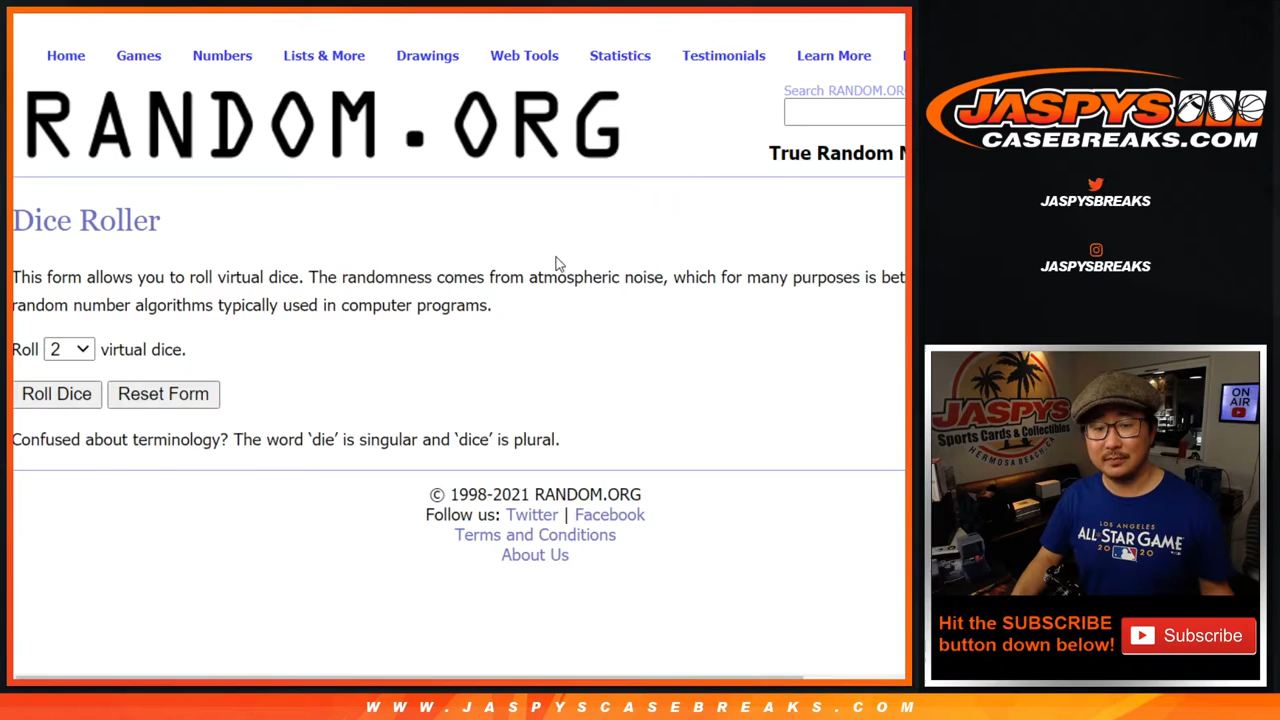 Home Games Numbers Lists & More Drawings Web Tools Statistics Testimonials Learn More
RANDOM.ORG
Search RANDOM.OR
True Random N
Dice Roller
This form allows you to roll virtual dice. The randomness comes from atmospheric noise, which for many purposes is bet
random number algorithms typically used in computer programs.
Roll 2 virtual dice.
Roll Dice Reset Form
Confused about terminology? The word ‘die’ is singular and ‘dice’ is plural.
© 1998-2021 RANDOM.ORG
Follow us: Twitter | Facebook
Terms and Conditions
About Us
JASPYS
CASEBREAKS.COM
JASPYSBREAKS
JASPYSBREAKS
JASPYS
Sports Cards & Collectibles
HERMOSA BEACH, CA
ON
AIR
LOS ANGELES
ALL STAR GAME
2020
Hit the SUBSCRIBE
button down below!
Subscribe
WWW.JASPYSCASEBREAKS.COM